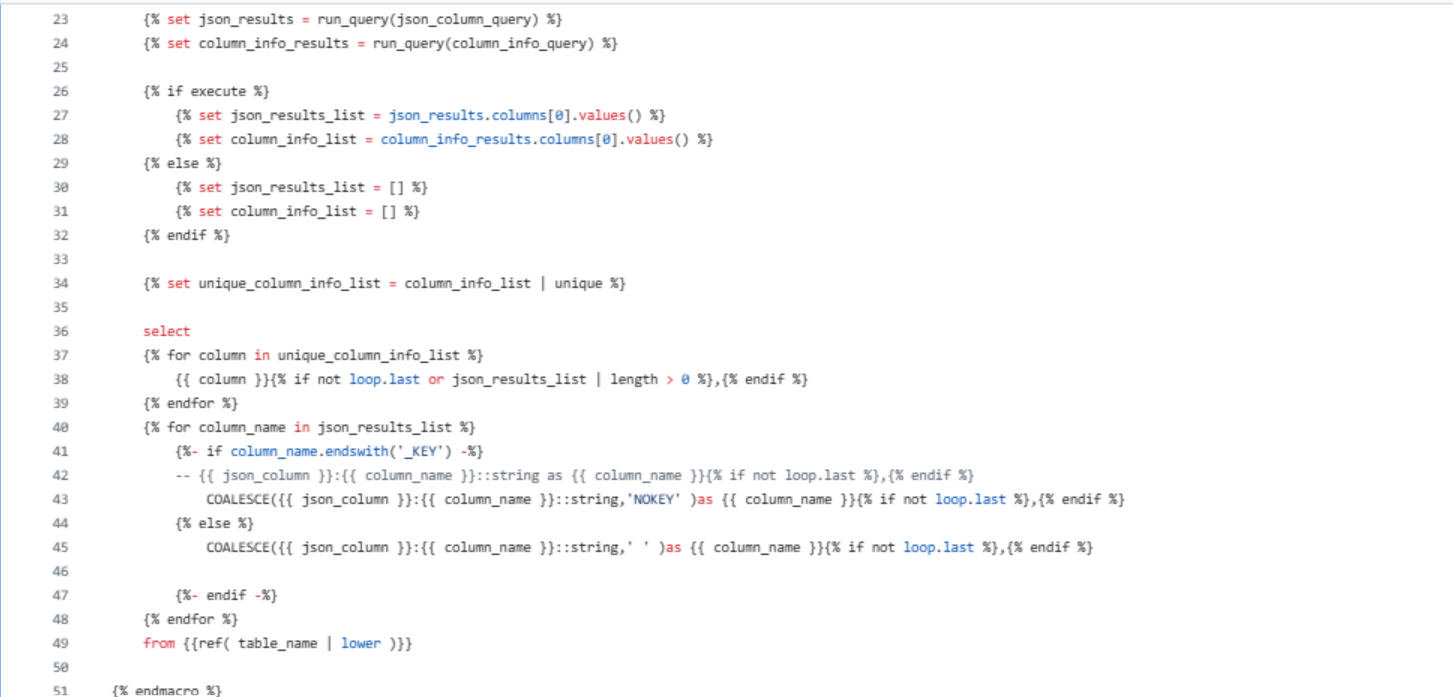 23 {% set json_results = run_query(json_column_query) %}
24 {% set column_info_results = run_query(column_info_query) %}
25
26 {% if execute %}
27 {% set json_results_list = json_results.columns[0].values() %}
28 {% set column_info_list = column_info_results.columns[0].values() %}
29 {% else %}
30 {% set json_results_list = [] %}
31 {% set column_info_list = [] %}
32 {% endif %}
33
34 {% set unique_column_info_list = column_info_list | unique %}
35
36 select
37 {% for column in unique_column_info_list %}
38 {{ column }}{% if not loop.last or json_results_list | length > 0 %},{% endif %}
39 {% endfor %}
40 {% for column_name in json_results_list %}
41 {%- if column_name.endswith('_KEY') -%}
42 -- {{ json_column }}:{{ column_name }}::string as {{ column_name }}{% if not loop.last %},{% endif %}
43 COALESCE({{ json_column }}:{{ column_name }}::string,'NOKEY' )as {{ column_name }}{% if not loop.last %},{% endif %}
44 {% else %}
45 COALESCE({{ json_column }}:{{ column_name }}::string,' ' )as {{ column_name }}{% if not loop.last %},{% endif %}
46
47 {%- endif -%}
48 {% endfor %}
49 from {{ref( table_name | lower )}}
50
51 {% endmacro %}